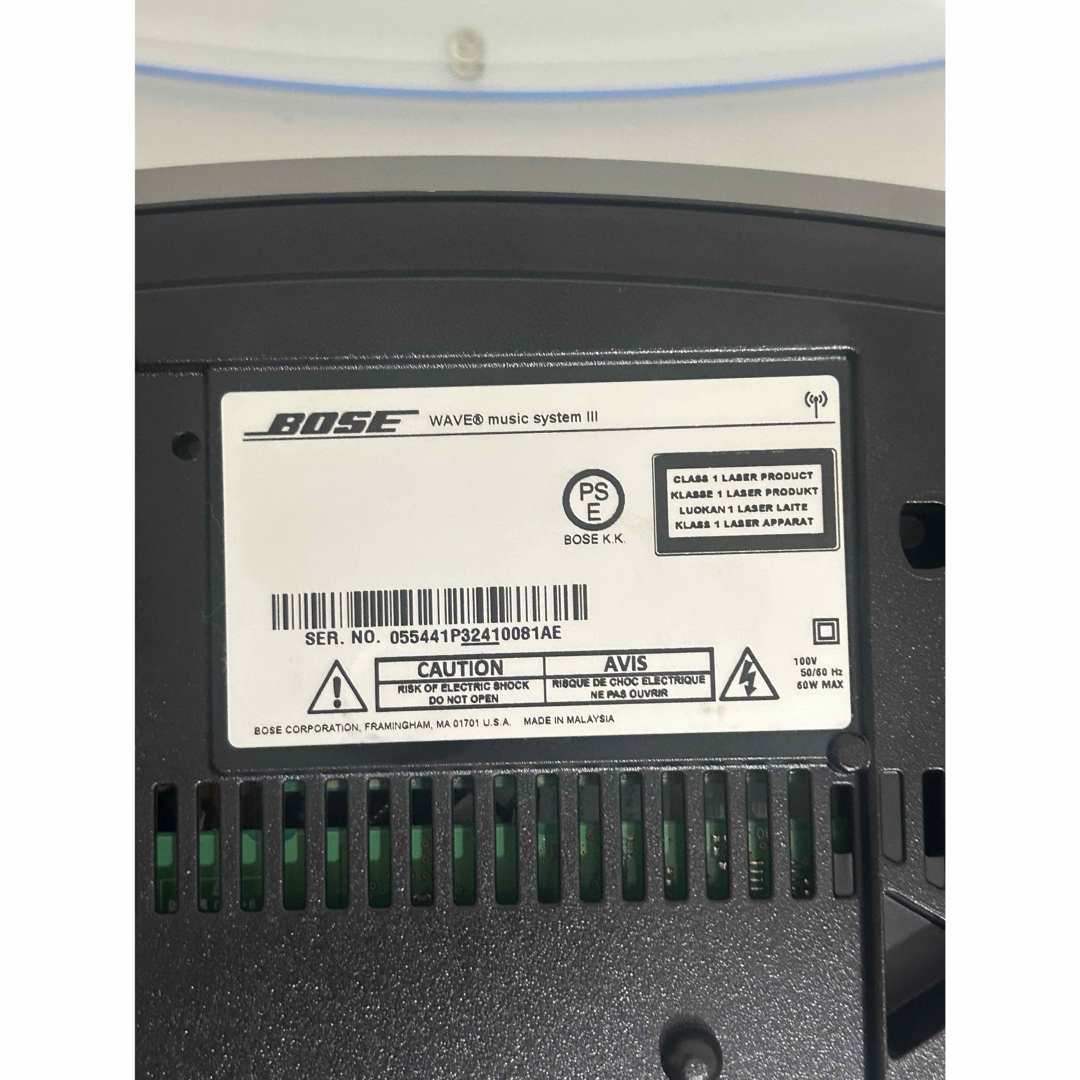 BOSE WAVE® music system III
CLASS 1 LASER PRODUCT
KLASSE 1 LASER PRODUKT
LUOKAN 1 LASER LAITE
KLASS 1 LASER APPARAT
PS
E
BOSE K.K.
SER. NO. 055441P32410081AE
CAUTION
RISK OF ELECTRIC SHOCK
DO NOT OPEN
AVIS
RISQUE DE CHOC ELECTRIQUE
NE PAS OUVRIR
100V
50/60 Hz
60W MAX
BOSE CORPORATION, FRAMINGHAM, MA 01701 U.S.A. MADE IN MALAYSIA